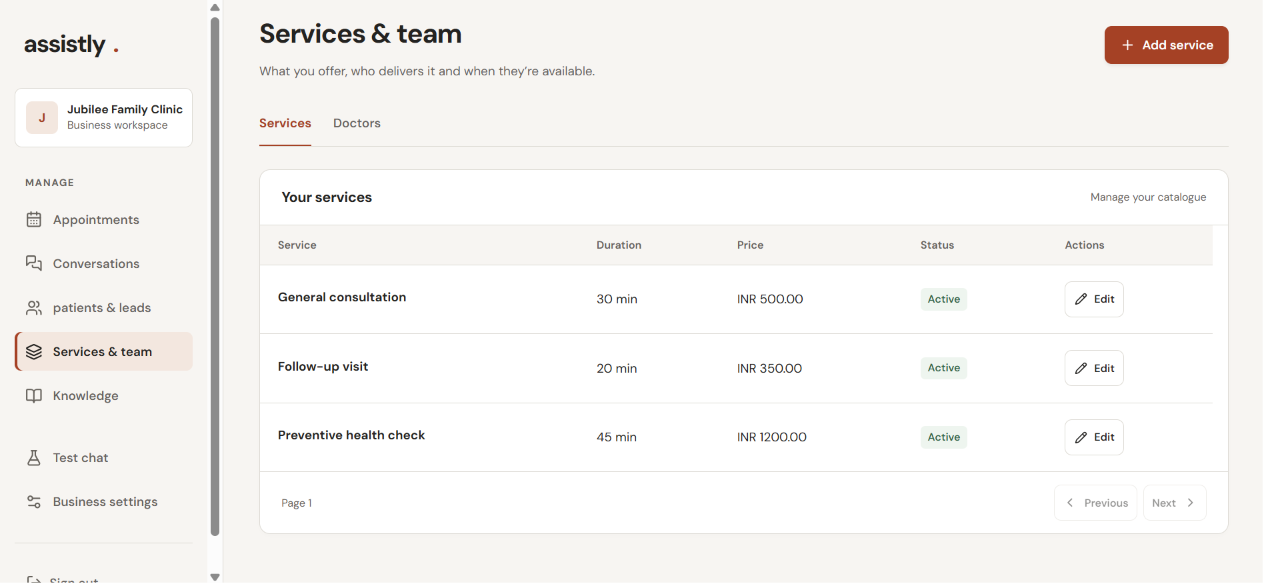 assistly .
J
Jubilee Family Clinic
Business workspace
MANAGE
Appointments
Conversations
patients & leads
Services & team
Knowledge
Test chat
Business settings
Sign out
Services & team
What you offer, who delivers it and when they're available.
+ Add service
Services Doctors
Your services Manage your catalogue
Service Duration Price Status Actions
General consultation 30 min INR 500.00 Active Edit
Follow-up visit 20 min INR 350.00 Active Edit
Preventive health check 45 min INR 1200.00 Active Edit
Page 1 Previous Next